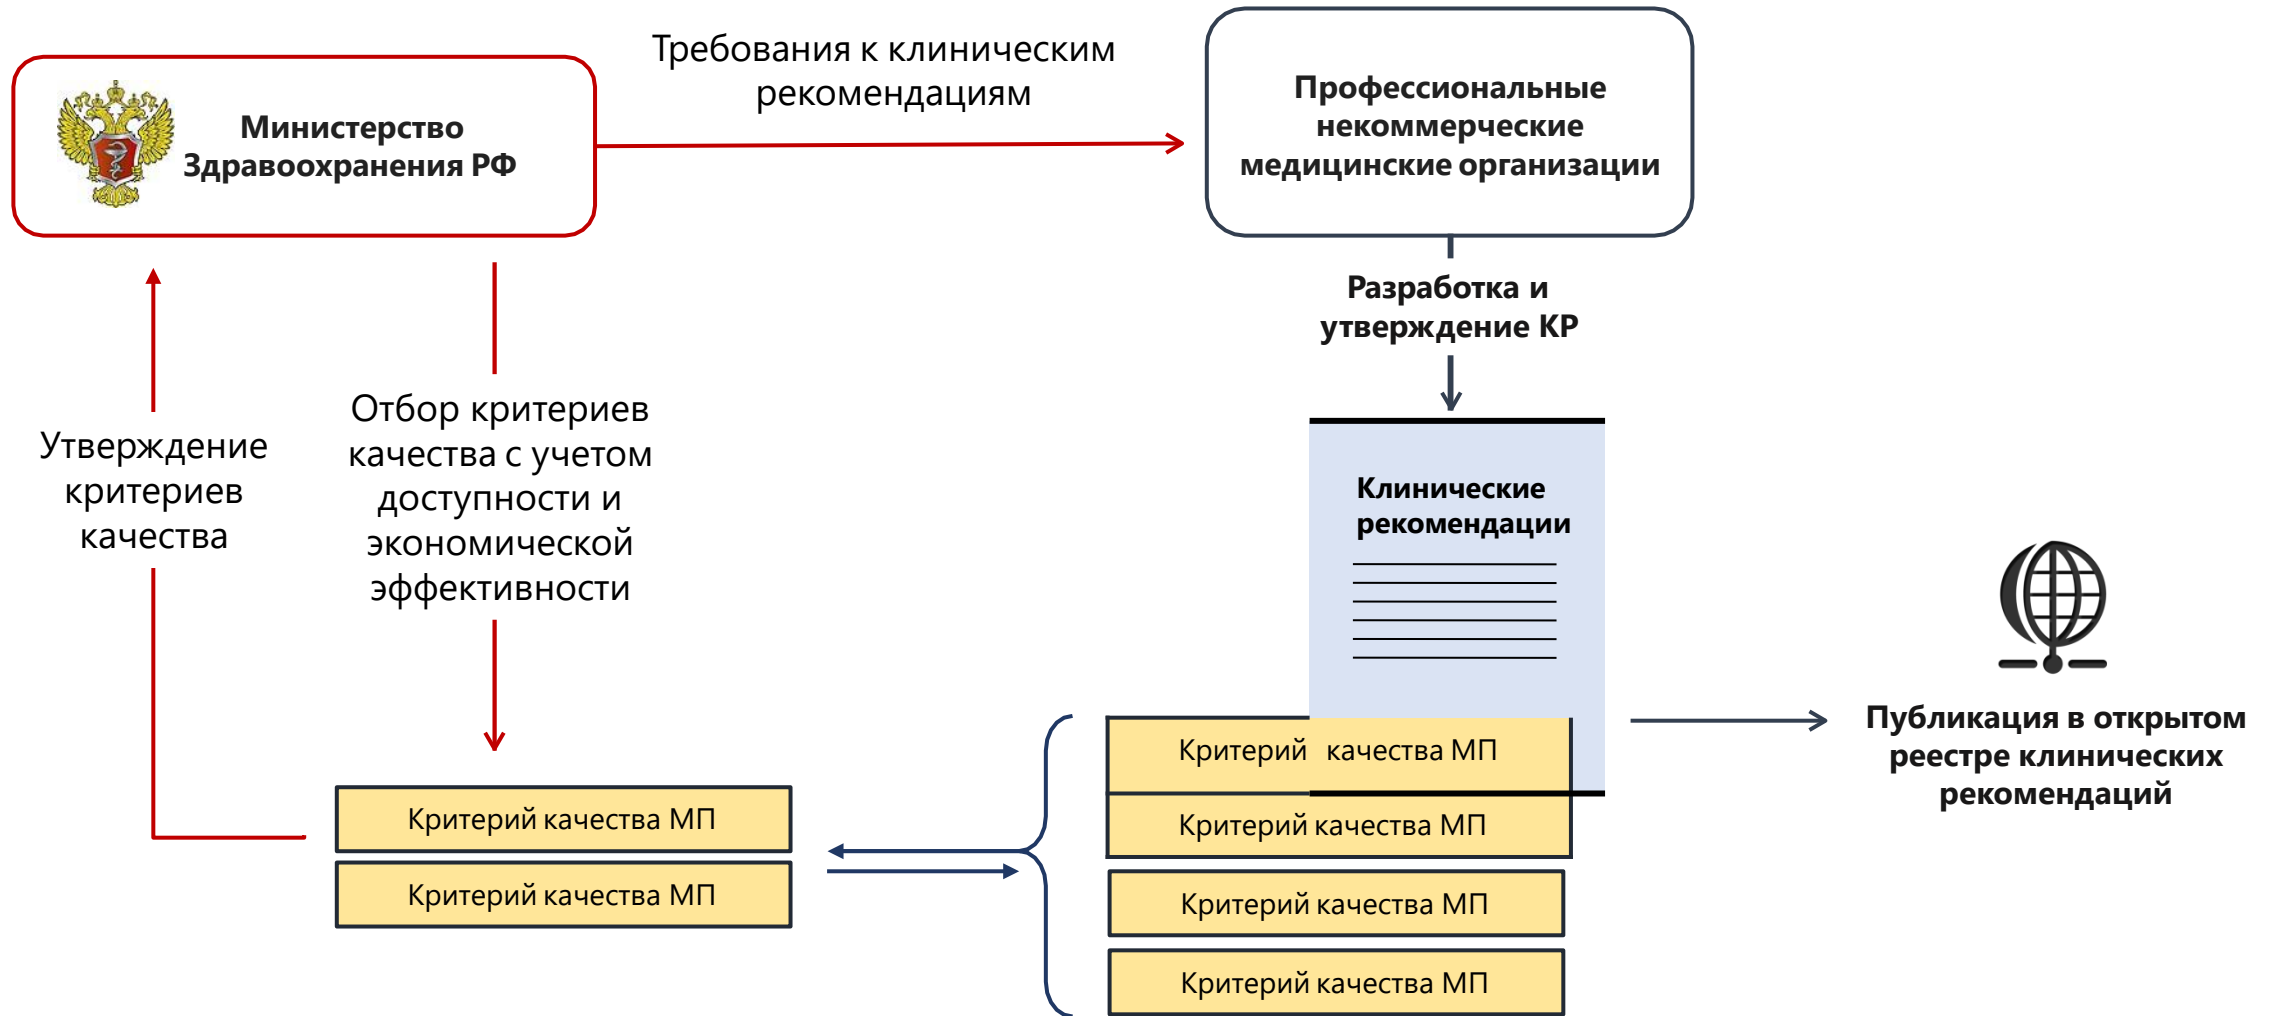 Требования к клиническим
рекомендациям
Министерство
Здравоохранения РФ
Профессиональные
некоммерческие
медицинские организации
Разработка и
утверждение КР
Утверждение
критериев
качества
Отбор критериев
качества с учетом
доступности и
экономической
эффективности
Клинические
рекомендации
Публикация в открытом
реестре клинических
рекомендаций
Критерий качества МП
Критерий качества МП
Критерий качества МП
Критерий качества МП
Критерий качества МП
Критерий качества МП